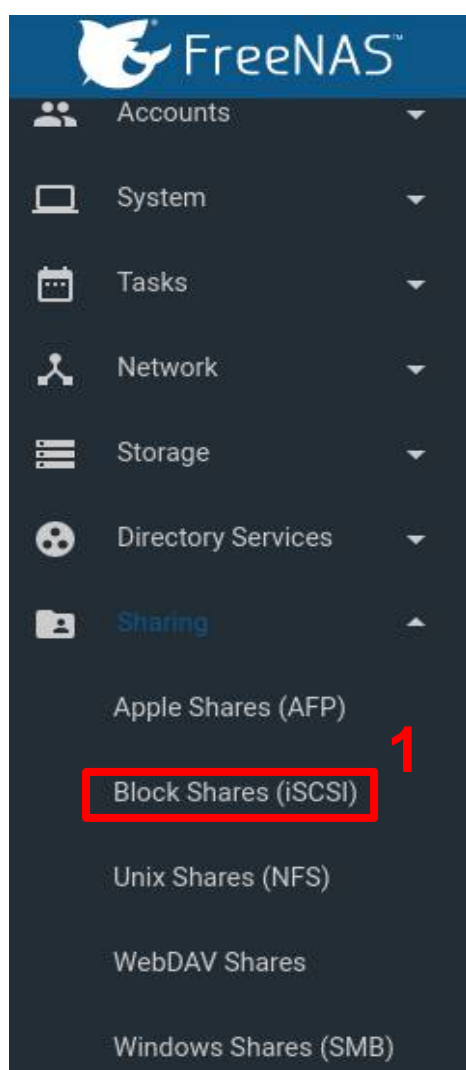 FreeNAS™
Accounts
System
Tasks
Network
Storage
Directory Services
Sharing
Apple Shares (AFP)
1
Block Shares (iSCSI)
Unix Shares (NFS)
WebDAV Shares
Windows Shares (SMB)